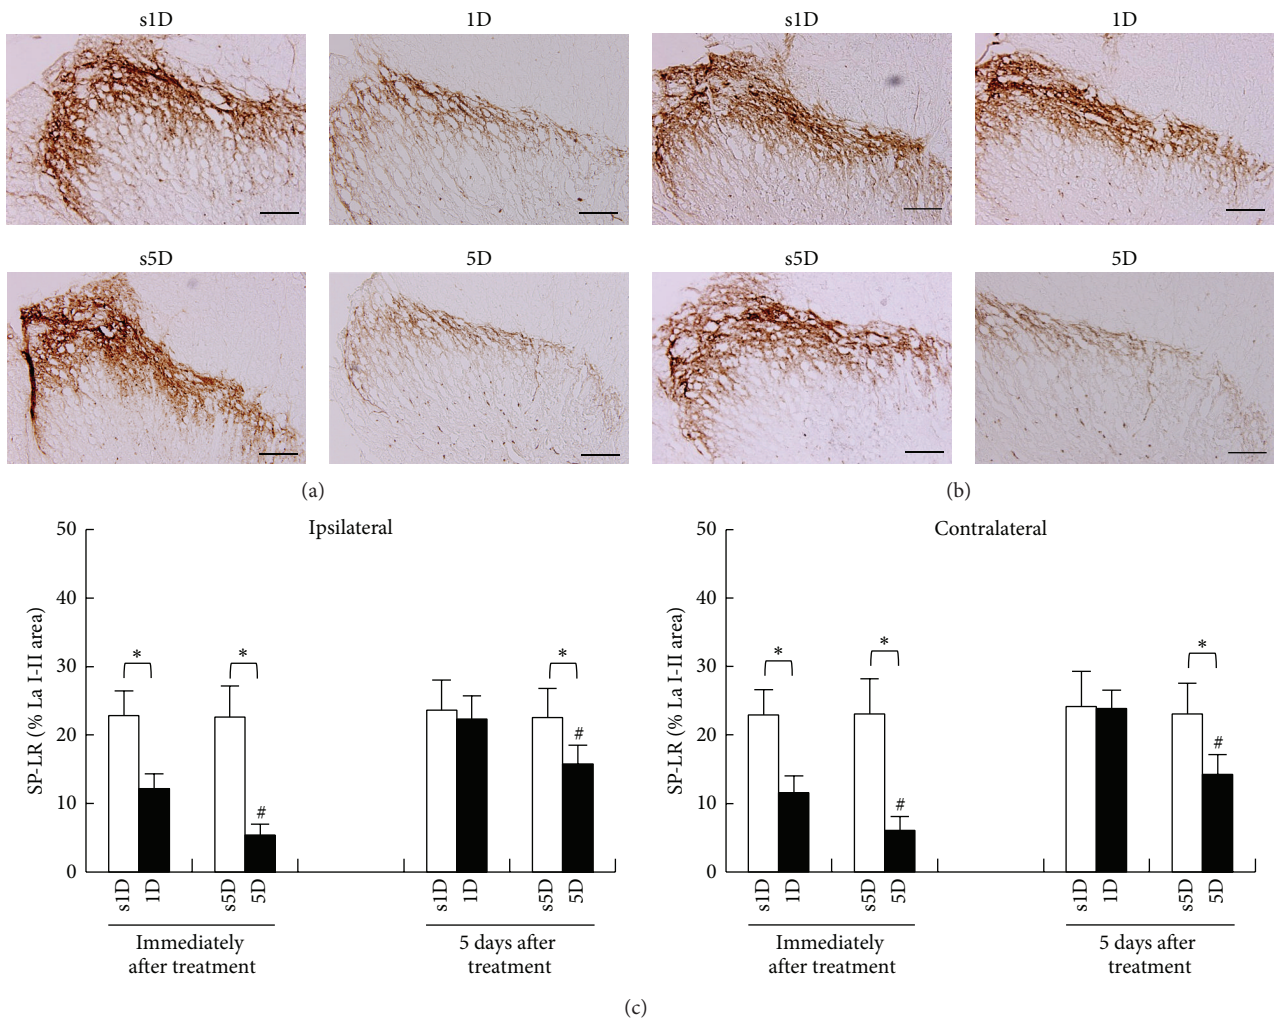 s1D
1D
s1D
1D
s5D
5D
s5D
5D
(a)
(b)
Ipsilateral
SP-LR (% La I-II area)
50
40
30
20
10
0
*
*
#
*
#
s1D
1D
s5D
5D
s1D
1D
s5D
5D
Immediately
after treatment
5 days after
treatment
Contralateral
SP-LR (% La I-II area)
50
40
30
20
10
0
*
*
#
*
#
s1D
1D
s5D
5D
s1D
1D
s5D
5D
Immediately
after treatment
5 days after
treatment
(c)